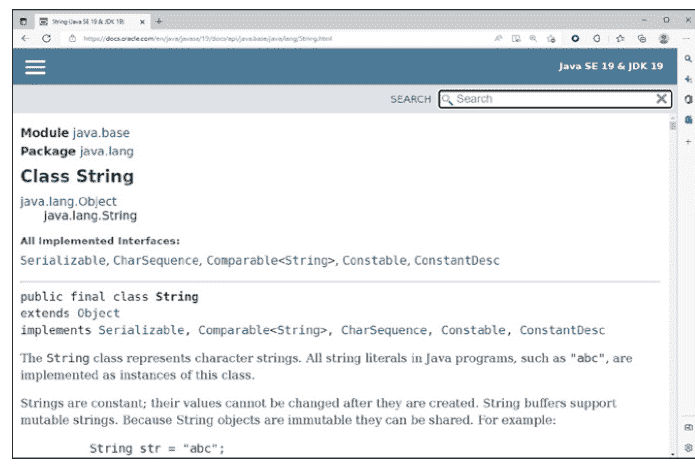 String (Java SE 19 & JDK 19)
https://docs.oracle.com/en/java/javase/19/docs/api/java.base/java/lang/String.html
Java SE 19 & JDK 19
SEARCH Search
Module java.base
Package java.lang
Class String
java.lang.Object
java.lang.String
All Implemented Interfaces:
Serializable, CharSequence, Comparable<String>, Constable, ConstantDesc
public final class String
extends Object
implements Serializable, Comparable<String>, CharSequence, Constable, ConstantDesc
The String class represents character strings. All string literals in Java programs, such as "abc", are
implemented as instances of this class.
Strings are constant; their values cannot be changed after they are created. String buffers support
mutable strings. Because String objects are immutable they can be shared. For example:
String str = "abc";